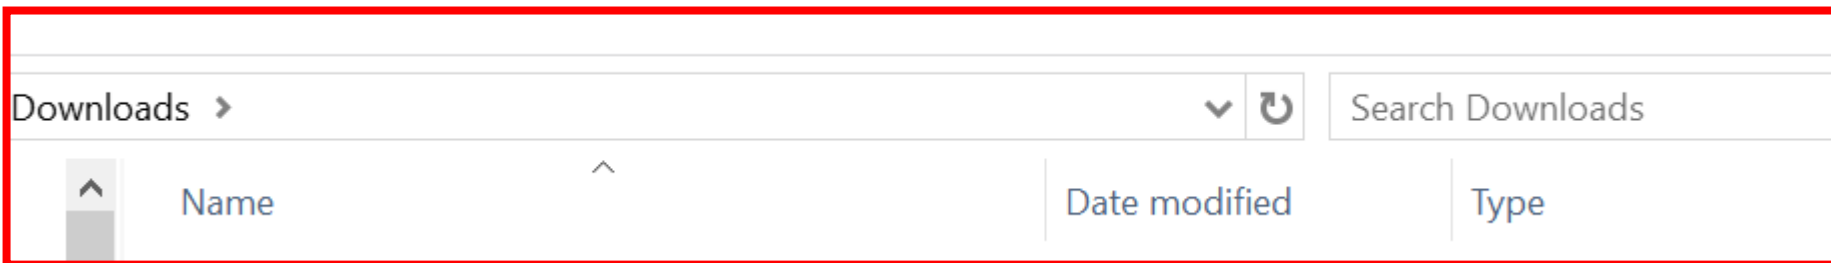 Downloads
Search Downloads
Name
Date modified
Type